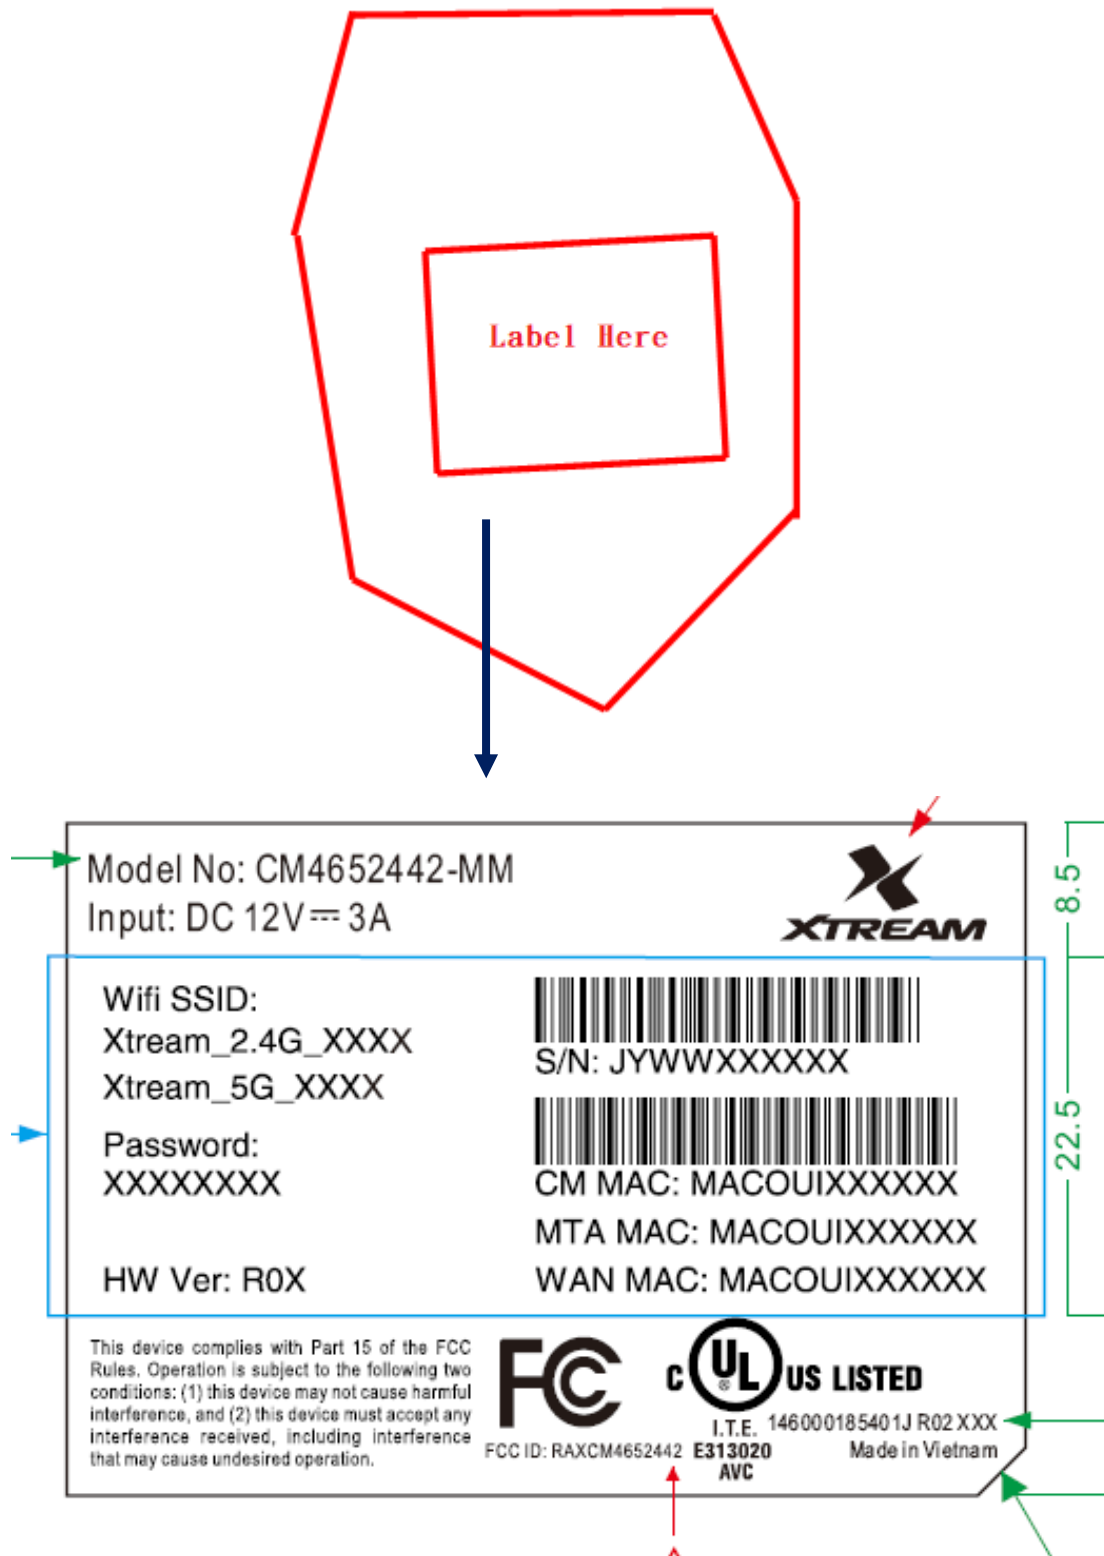 Label Here
Model No: CM4652442-MM
Input: DC 12V⎓3A
XTREAM
8.5
Wifi SSID:
Xtream_2.4G_XXXX
Xtream_5G_XXXX
Password:
XXXXXXXX
HW Ver: R0X
S/N: JYWWXXXXXX
CM MAC: MACOUIXXXXXX
MTA MAC: MACOUIXXXXXX
WAN MAC: MACOUIXXXXXX
22.5
This device complies with Part 15 of the FCC
Rules. Operation is subject to the following two
conditions: (1) this device may not cause harmful
interference, and (2) this device must accept any
interference received, including interference
that may cause undesired operation.
FC
FCC ID: RAXCM4652442
C UL ® US LISTED
I.T.E.
E313020
AVC
146000185401J R02 XXX
Made in Vietnam